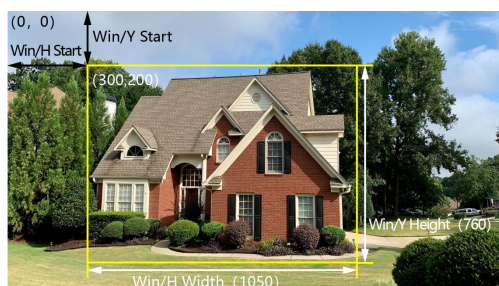 (0, 0)
Win/Y Start
Win/H Start
(300,200)
Win/Y Height (760)
Win/H Width (1050)